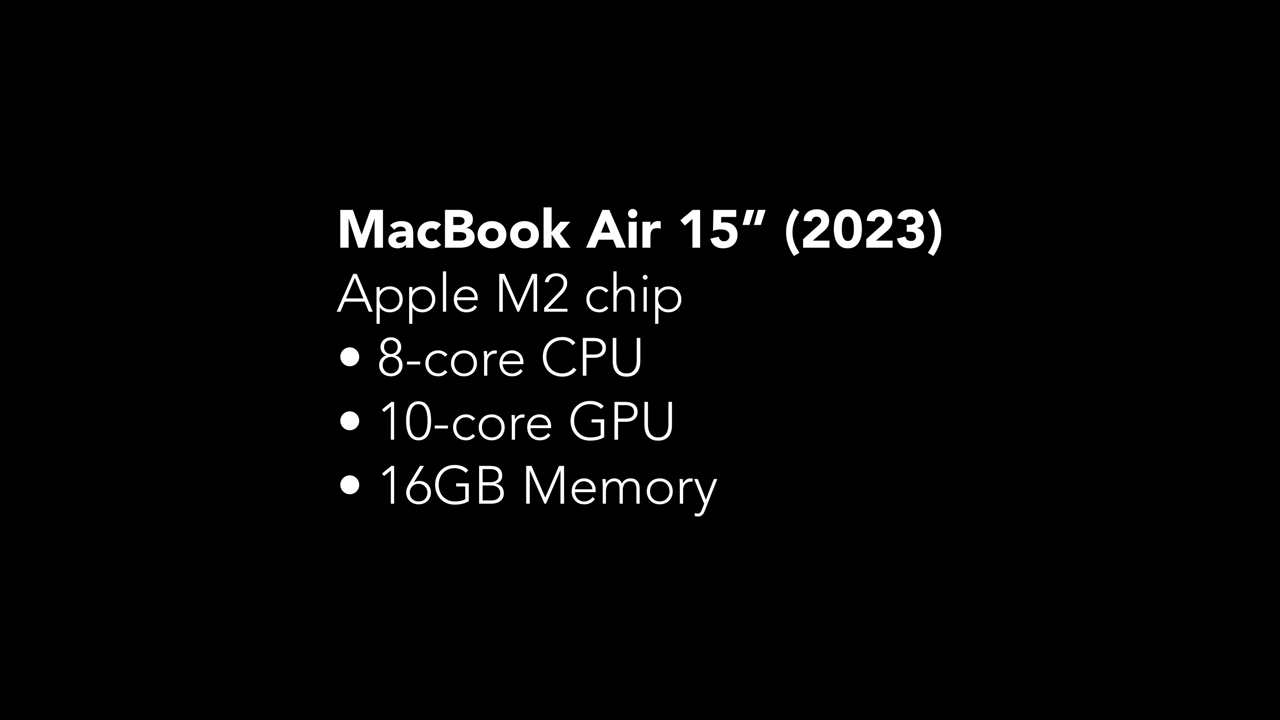 MacBook Air 15” (2023)
Apple M2 chip
• 8-core CPU
• 10-core GPU
• 16GB Memory